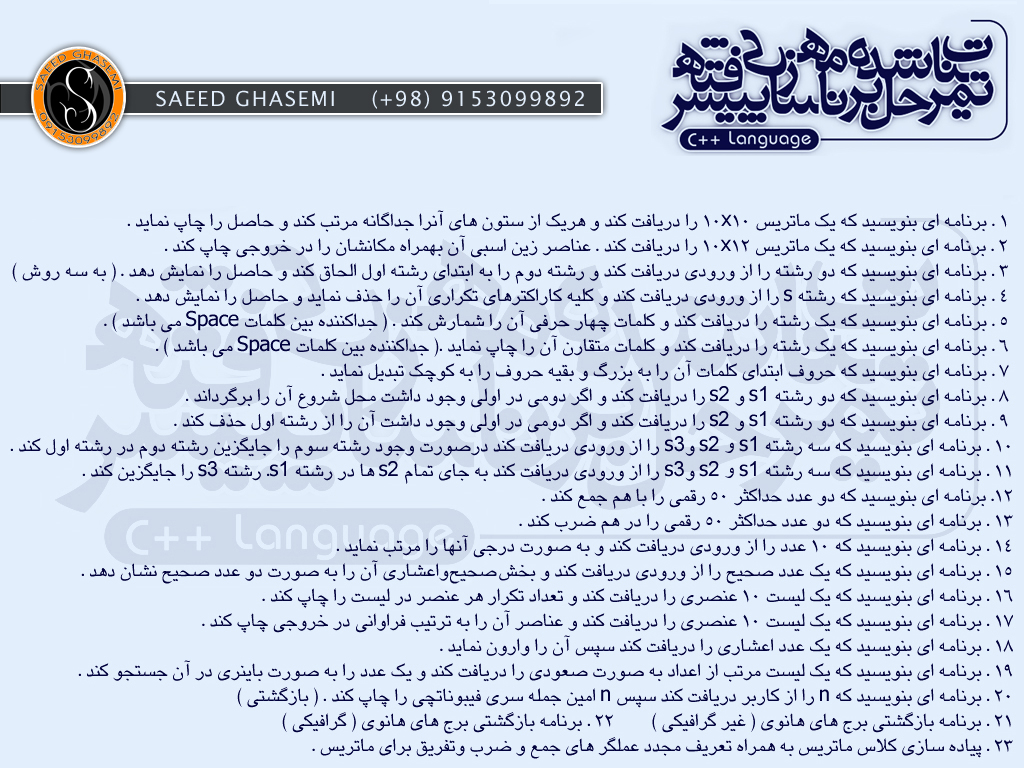 SAEED GHASEMI
09153099892
SAEED GHASEMI (+98) 9153099892
C++ Language
۱ . برنامه ای بنویسید که یک ماتریس ۱۰X۱۰ را دریافت کند و هریک از ستون های آنرا جداگانه مرتب کند و حاصل را چاپ نماید .
۲ . برنامه ای بنویسید که یک ماتریس ۱۰X۱۲ را دریافت کند . عناصر زین اسبی آن بهمراه مکانشان را در خروجی چاپ کند .
۳ . برنامه ای بنویسید که دو رشته را از ورودی دریافت کند و رشته دوم را به ابتدای رشته اول الحاق کند و حاصل را نمایش دهد . ( به سه روش )
٤ . برنامه ای بنویسید که رشته s را از ورودی دریافت کند و کلیه کاراکترهای تکراری آن را حذف نماید و حاصل را نمایش دهد .
٥ . برنامه ای بنویسید که یک رشته را دریافت کند و کلمات چهار حرفی آن را شمارش کند . ( جداکننده بین کلمات Space می باشد ) .
٦ . برنامه ای بنویسید که یک رشته را دریافت کند و کلمات متقارن آن را چاپ نماید .( جداکننده بین کلمات Space می باشد ) .
۷ . برنامه ای بنویسید که حروف ابتدای کلمات آن را به بزرگ و بقیه حروف را به کوچک تبدیل نماید .
۸ . برنامه ای بنویسید که دو رشته s1 و s2 را دریافت کند و اگر دومی در اولی وجود داشت محل شروع آن را برگرداند .
۹ . برنامه ای بنویسید که دو رشته s1 و s2 را دریافت کند و اگر دومی در اولی وجود داشت آن را از رشته اول حذف کند .
۱۰ . برنامه ای بنویسید که سه رشته s1 و s2 و s3 را از ورودی دریافت کند درصورت وجود رشته سوم را جایگزین رشته دوم در رشته اول کند .
۱۱ . برنامه ای بنویسید که سه رشته s1 و s2 و s3 را از ورودی دریافت کند به جای تمام s2 ها در رشته s1، رشته s3 را جایگزین کند .
۱۲. برنامه ای بنویسید که دو عدد حداکثر ٥۰ رقمی را با هم جمع کند .
۱۳ . برنامه ای بنویسید که دو عدد حداکثر ٥۰ رقمی را در هم ضرب کند .
۱٤ . برنامه ای بنویسید که ۱۰ عدد را از ورودی دریافت کند و به صورت درجی آنها را مرتب نماید .
۱٥ . برنامه ای بنویسید که یک عدد صحیح را از ورودی دریافت کند و بخش‌صحیح‌واعشاری آن را به صورت دو عدد صحیح نشان دهد .
۱٦ . برنامه ای بنویسید که یک لیست ۱۰ عنصری را دریافت کند و تعداد تکرار هر عنصر در لیست را چاپ کند .
۱۷ . برنامه ای بنویسید که یک لیست ۱۰ عنصری را دریافت کند و عناصر آن را به ترتیب فراوانی در خروجی چاپ کند .
۱۸ . برنامه ای بنویسید که یک عدد اعشاری را دریافت کند سپس آن را وارون نماید .
۱۹ . برنامه ای بنویسید که یک لیست مرتب از اعداد به صورت صعودی را دریافت کند و یک عدد را به صورت باینری در آن جستجو کند .
۲۰ . برنامه ای بنویسید که n را از کاربر دریافت کند سپس n امین جمله سری فیبوناتچی را چاپ کند . ( بازگشتی )
۲۱ . برنامه بازگشتی برج های هانوی ( غیر گرافیکی ) ۲۲ . برنامه بازگشتی برج های هانوی ( گرافیکی )
۲۳ . پیاده سازی کلاس ماتریس به همراه تعریف مجدد عملگر های جمع و ضرب وتفریق برای ماتریس .
C++ Language